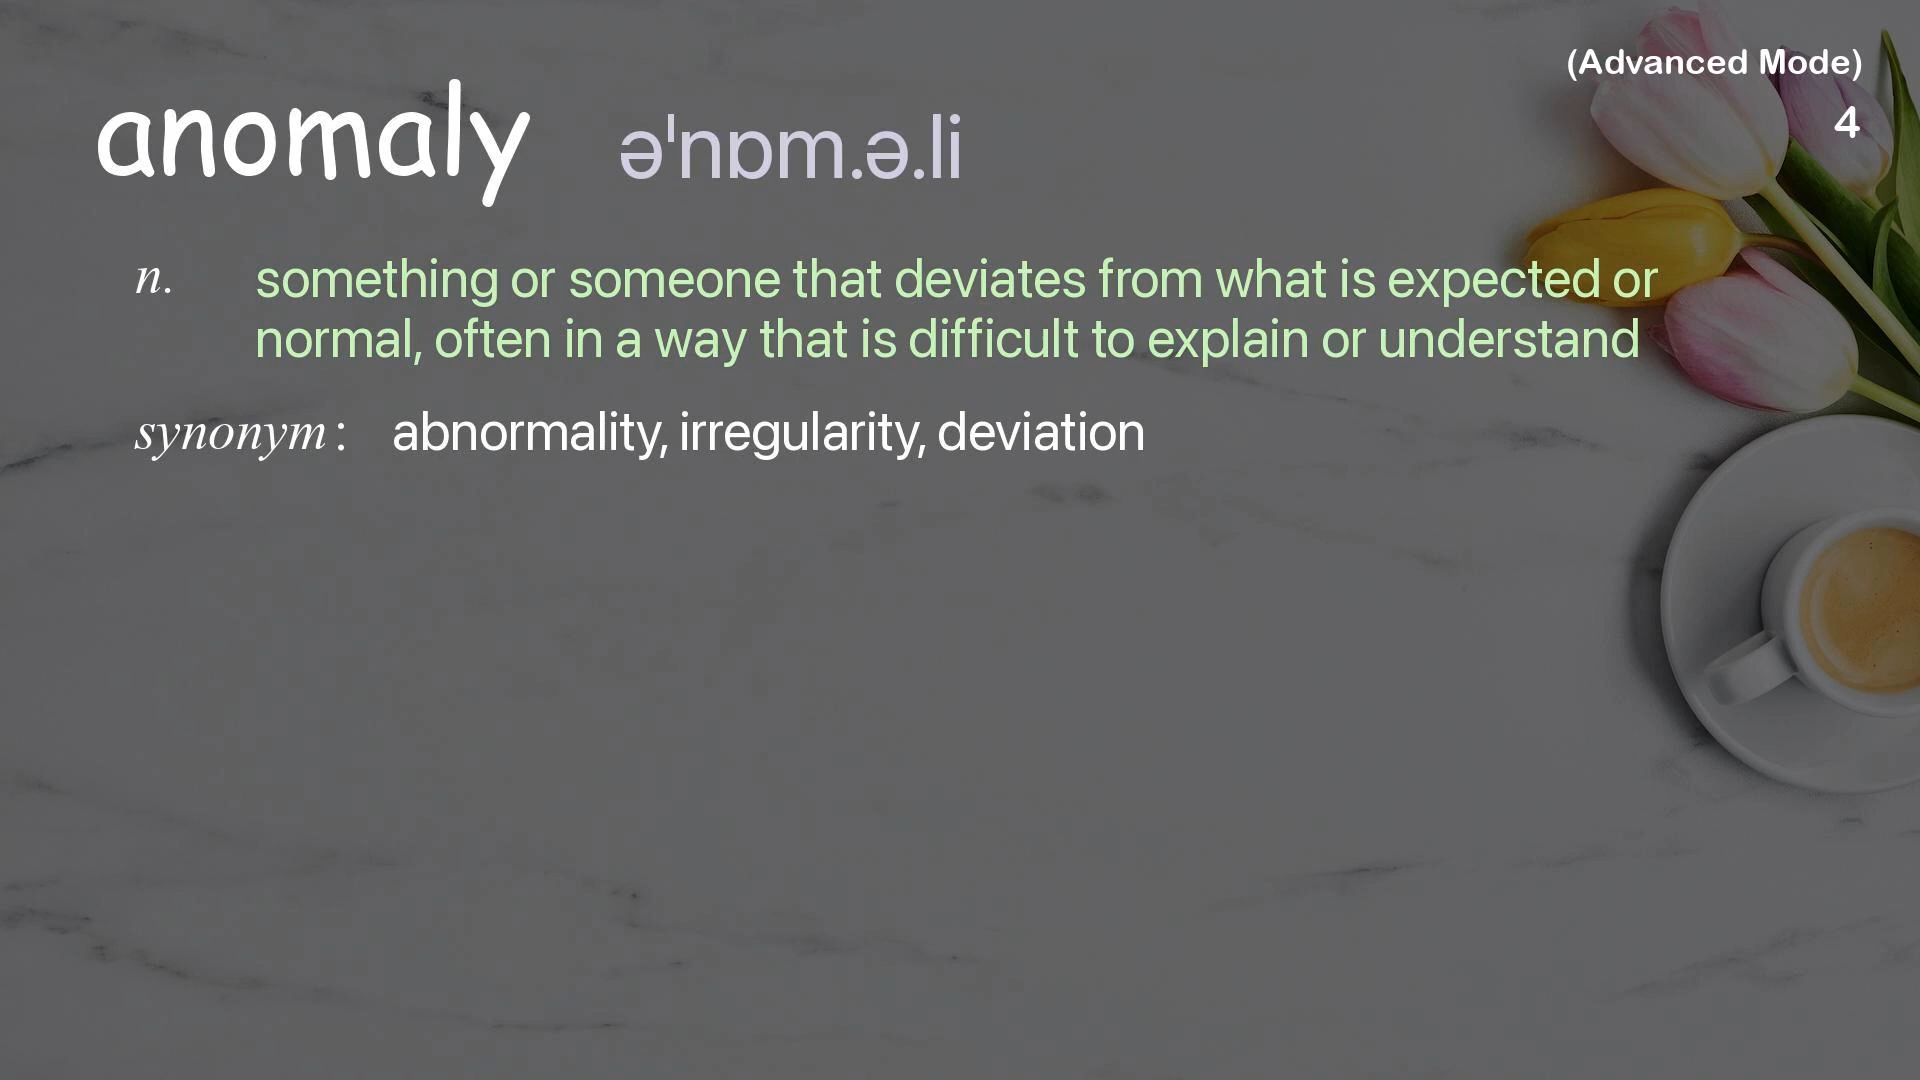 (Advanced Mode)
anomaly əˈnɒm.ə.li
4
n. something or someone that deviates from what is expected or
normal, often in a way that is difficult to explain or understand
synonym : abnormality, irregularity, deviation